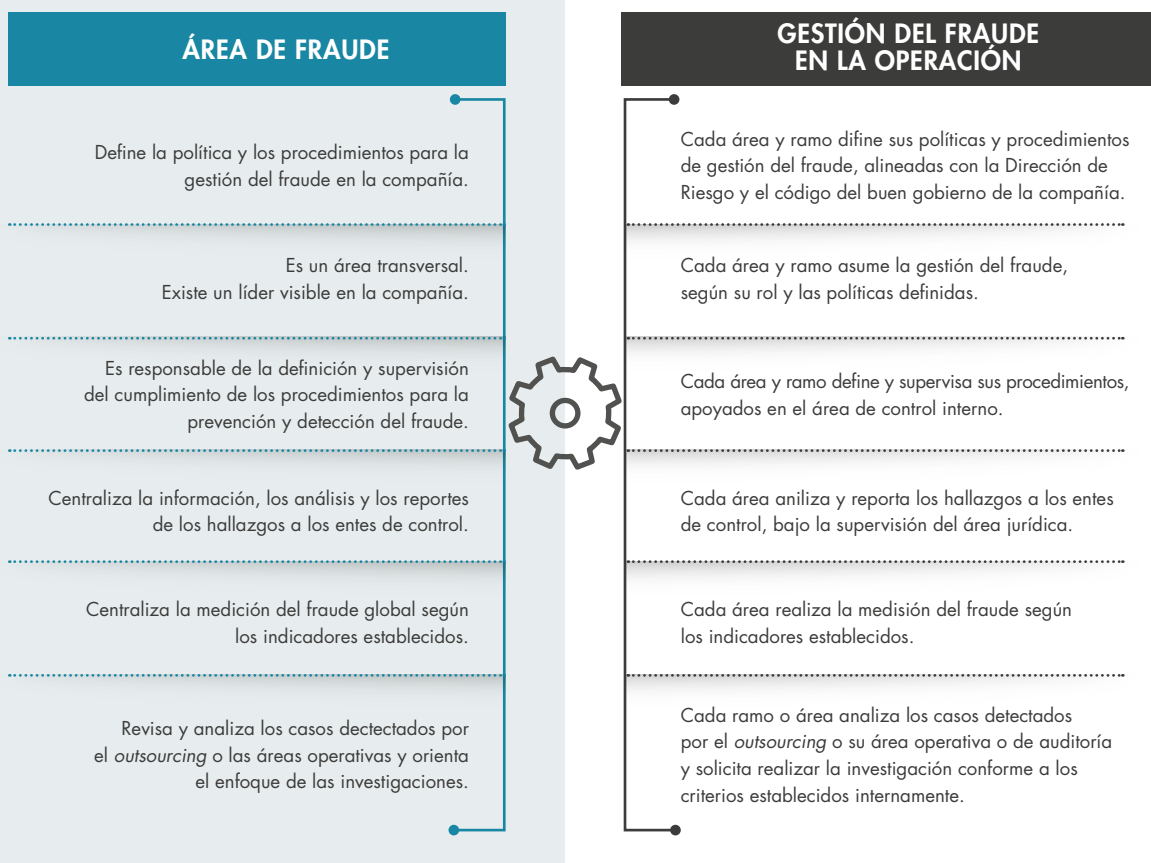 ÁREA DE FRAUDE
Define la política y los procedimientos para la
gestión del fraude en la compañía.
Es un área transversal.
Existe un líder visible en la compañía.
Es responsable de la definición y supervisión
del cumplimiento de los procedimientos para la
prevención y detección del fraude.
Centraliza la información, los análisis y los reportes
de los hallazgos a los entes de control.
Centraliza la medición del fraude global según
los indicadores establecidos.
Revisa y analiza los casos dectectados por
el outsourcing o las áreas operativas y orienta
el enfoque de las investigaciones.
GESTIÓN DEL FRAUDE
EN LA OPERACIÓN
Cada área y ramo difine sus políticas y procedimientos
de gestión del fraude, alineadas con la Dirección de
Riesgo y el código del buen gobierno de la compañía.
Cada área y ramo asume la gestión del fraude,
según su rol y las políticas definidas.
Cada área y ramo define y supervisa sus procedimientos,
apoyados en el área de control interno.
Cada área aniliza y reporta los hallazgos a los entes
de control, bajo la supervisión del área jurídica.
Cada área realiza la medisión del fraude según
los indicadores establecidos.
Cada ramo o área analiza los casos detectados
por el outsourcing o su área operativa o de auditoría
y solicita realizar la investigación conforme a los
criterios establecidos internamente.